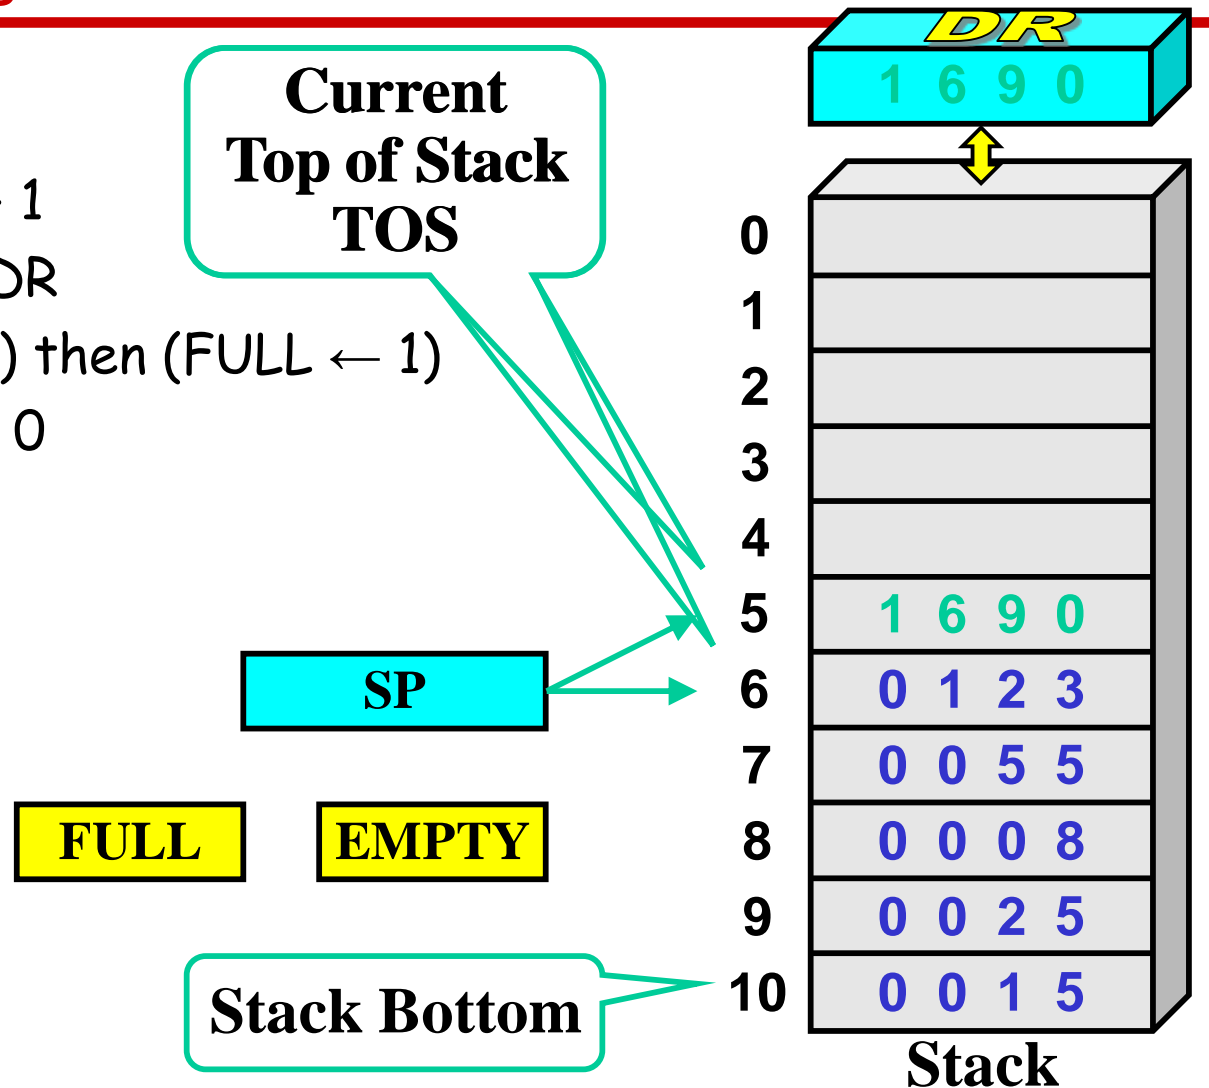 DR
1 6 9 0
Current
Top of Stack
TOS
← 1
DR
) then (FULL ← 1)
0
0
1
2
3
4
5 1 6 9 0
6 0 1 2 3
7 0 0 5 5
8 0 0 0 8
9 0 0 2 5
10 0 0 1 5
SP
FULL EMPTY
Stack Bottom
Stack